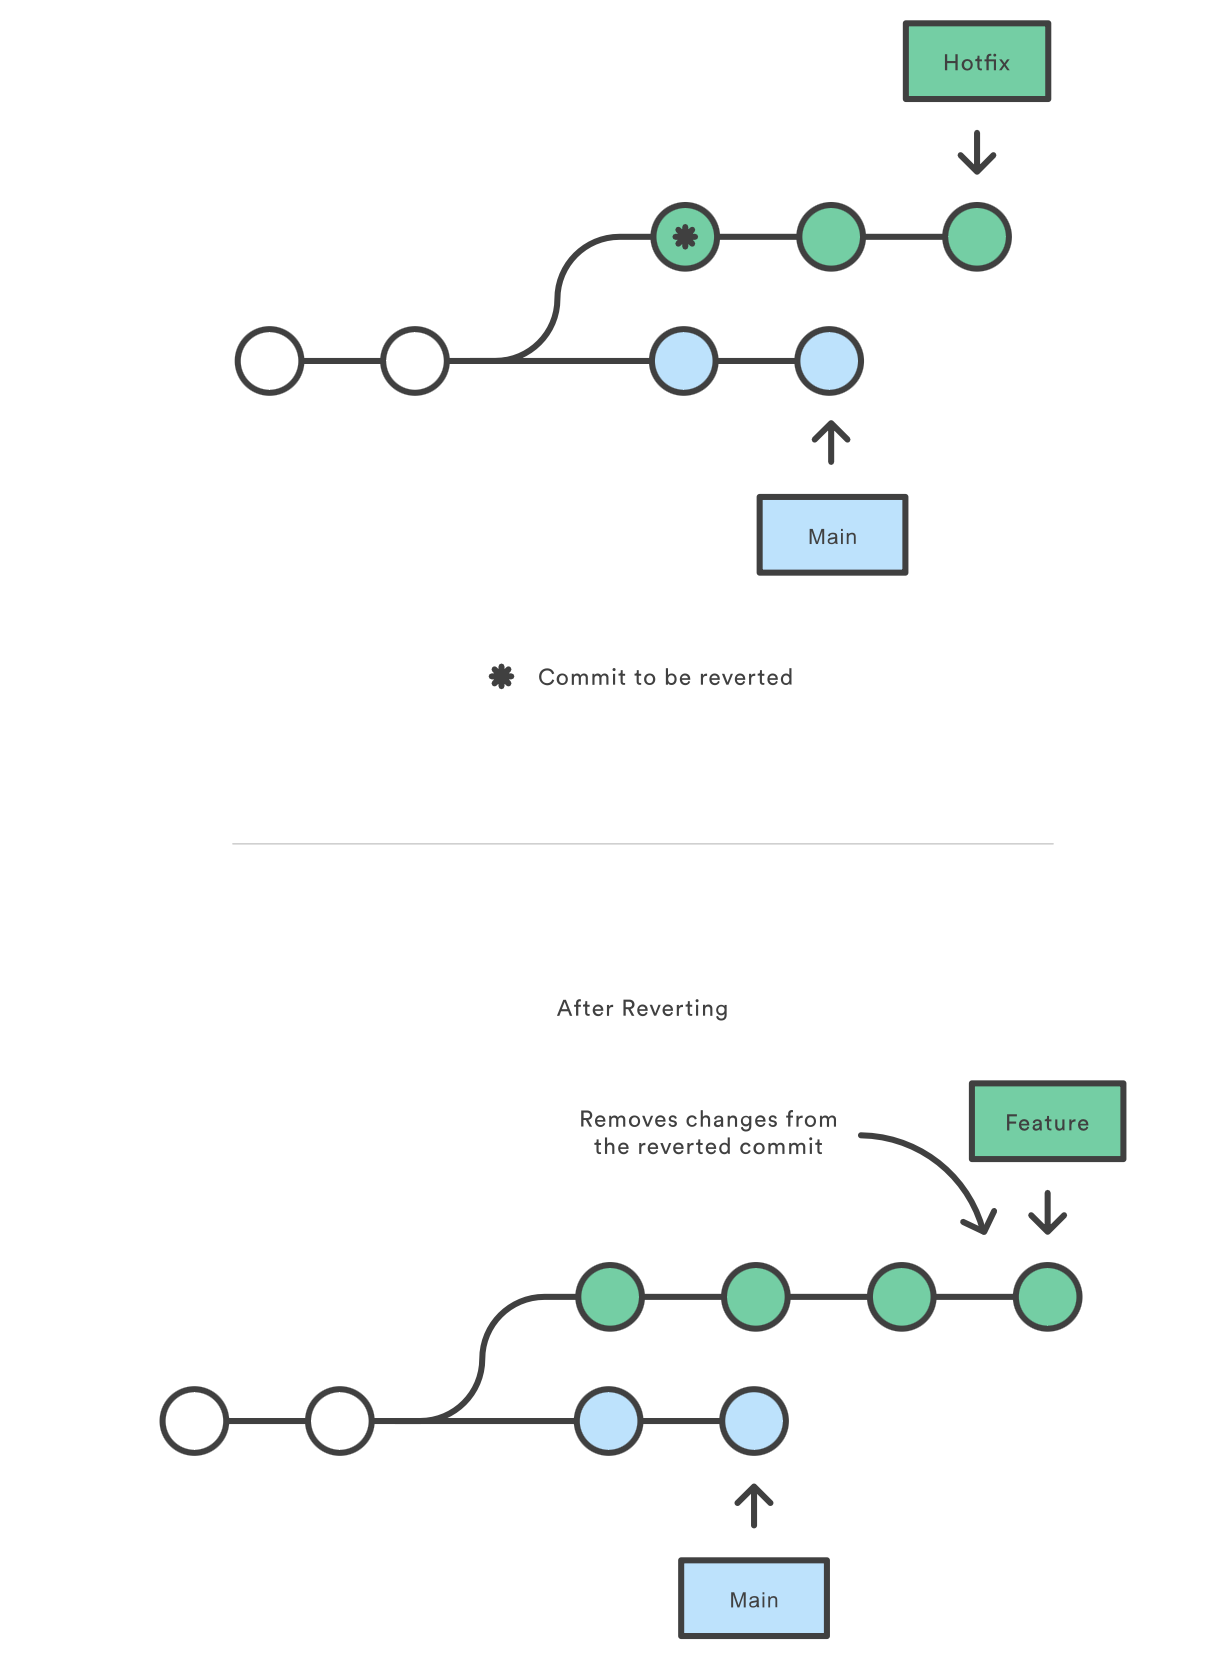 Hotfix
Main
Commit to be reverted
After Reverting
Feature
Removes changes from
the reverted commit
Main